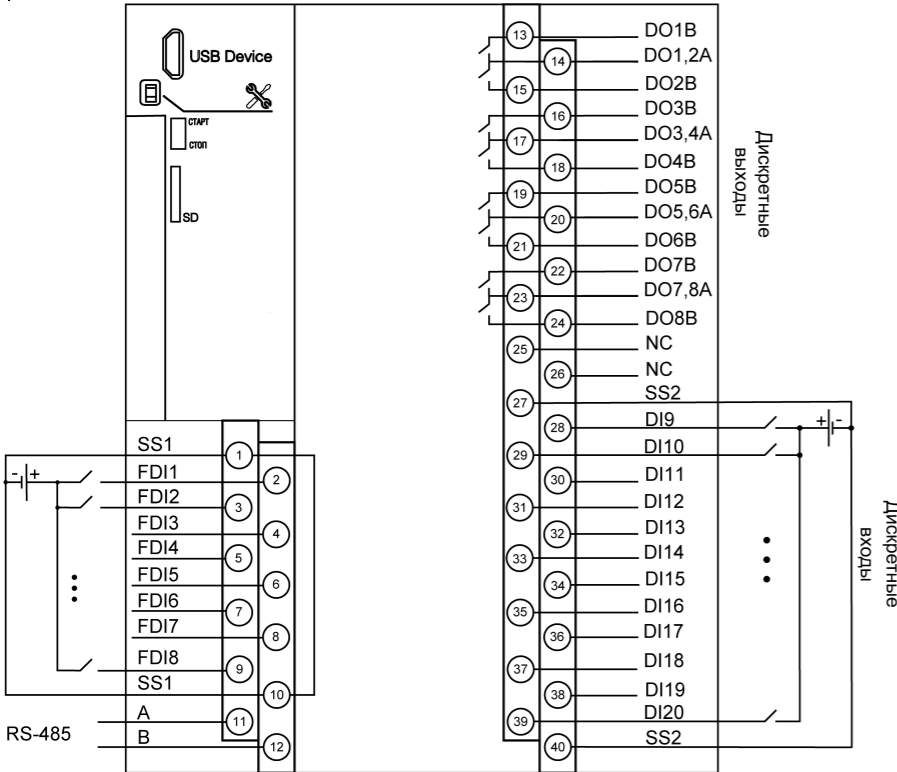 USB Device
СТАРТ
СТОП
SD
SS1
1
FDI1
2
- +
FDI2
3
FDI3
4
FDI4
5
FDI5
6
FDI6
7
FDI7
8
FDI8
9
SS1
10
A
11
RS-485
B
12
13
DO1B
14
DO1,2A
15
DO2B
16
DO3B
17
DO3,4A
18
DO4B
19
DO5B
20
DO5,6A
21
DO6B
22
DO7B
23
DO7,8A
24
DO8B
25
NC
26
NC
27
SS2
28
DI9
+ -
29
DI10
30
DI11
31
DI12
32
DI13
33
DI14
34
DI15
35
DI16
36
DI17
37
DI18
38
DI19
39
DI20
40
SS2
Дискретные
выходы
Дискретные
входы